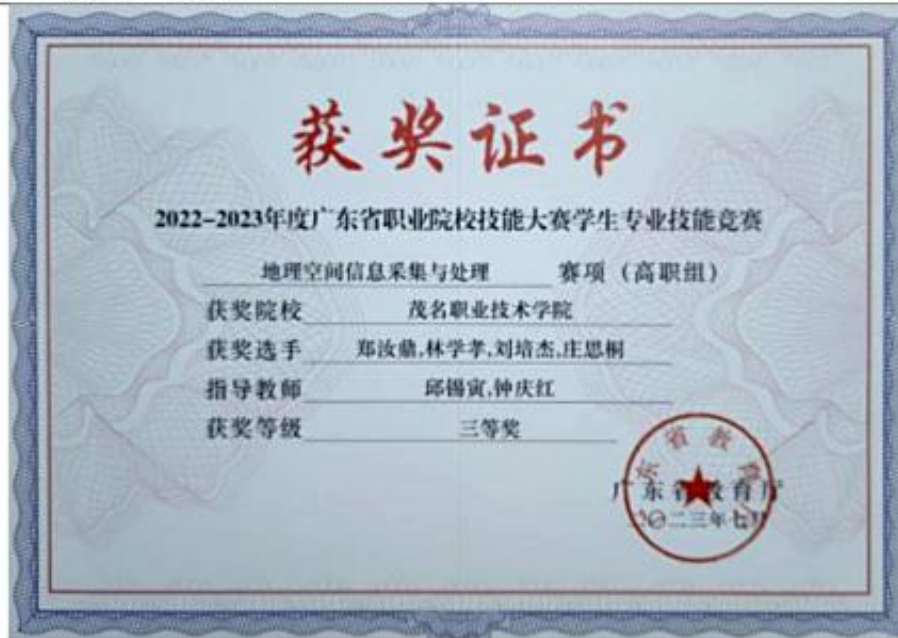 获奖证书
2022-2023年度广东省职业院校技能大赛学生专业技能竞赛
地理空间信息采集与处理 赛项（高职组）
获奖院校 茂名职业技术学院
获奖选手 郑汝鼎,林学孝,刘培杰,庄思桐
指导教师 邱锡寅,钟庆红
获奖等级 三等奖
广东省教育厅
二〇二三年七月